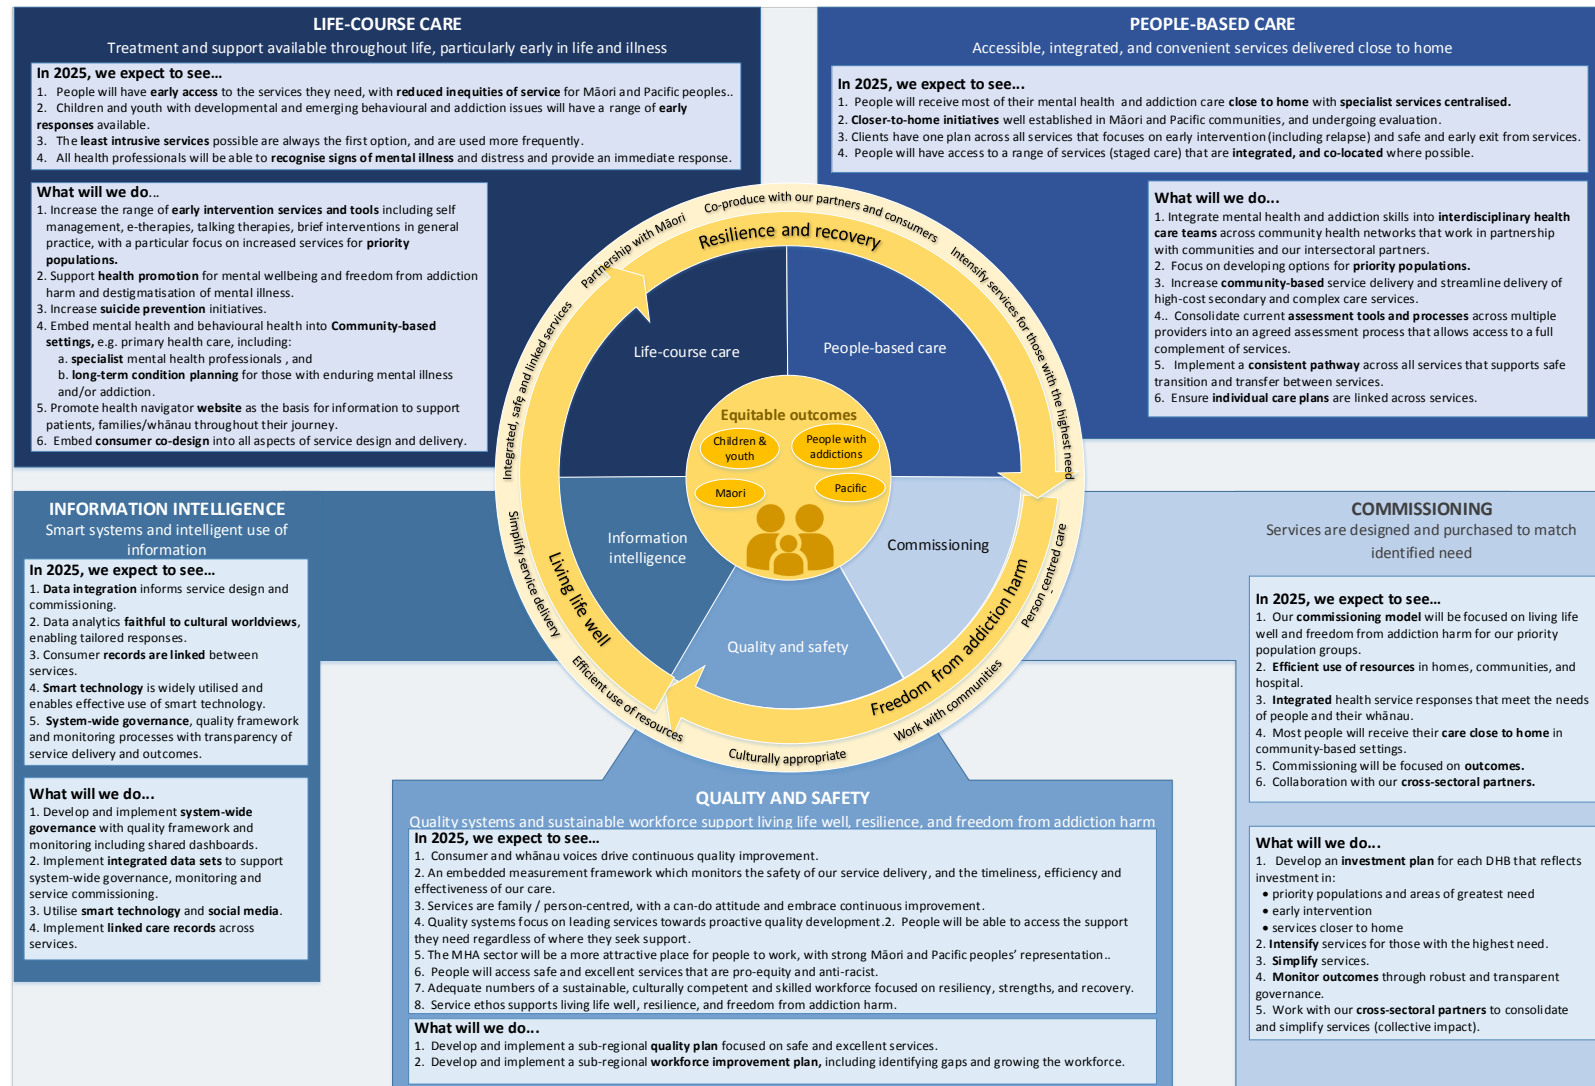 LIFE-COURSE CARE
Treatment and support available throughout life, particularly early in life and illness
In 2025, we expect to see…
1. People will have early access to the services they need, with reduced inequities of service for Māori and Pacific peoples..
2. Children and youth with developmental and emerging behavioural and addiction issues will have a range of early
responses available.
3. The least intrusive services possible are always the first option, and are used more frequently.
4. All health professionals will be able to recognise signs of mental illness and distress and provide an immediate response.
What will we do...
1. Increase the range of early intervention services and tools including self
management, e-therapies, talking therapies, brief interventions in general
practice, with a particular focus on increased services for priority
populations.
2. Support health promotion for mental wellbeing and freedom from addiction
harm and destigmatisation of mental illness.
3. Increase suicide prevention initiatives.
4. Embed mental health and behavioural health into Community-based
settings, e.g. primary health care, including:
a. specialist mental health professionals , and
b. long-term condition planning for those with enduring mental illness
and/or addiction.
5. Promote health navigator website as the basis for information to support
patients, families/whānau throughout their journey.
6. Embed consumer co-design into all aspects of service design and delivery.
PEOPLE-BASED CARE
Accessible, integrated, and convenient services delivered close to home
In 2025, we expect to see…
1. People will receive most of their mental health and addiction care close to home with specialist services centralised.
2. Closer-to-home initiatives well established in Māori and Pacific communities, and undergoing evaluation.
3. Clients have one plan across all services that focuses on early intervention (including relapse) and safe and early exit from services.
4. People will have access to a range of services (staged care) that are integrated, and co-located where possible.
What will we do...
1. Integrate mental health and addiction skills into interdisciplinary health
care teams across community health networks that work in partnership
with communities and our intersectoral partners.
2. Focus on developing options for priority populations.
3. Increase community-based service delivery and streamline delivery of
high-cost secondary and complex care services.
4.. Consolidate current assessment tools and processes across multiple
providers into an agreed assessment process that allows access to a full
complement of services.
5. Implement a consistent pathway across all services that supports safe
transition and transfer between services.
6. Ensure individual care plans are linked across services.
Partnership with Māori
Co-produce with our partners and consumers
Intensify services for those with the highest need
Person centred care
Work with communities
Culturally appropriate
Efficient use of resources
Simplify service delivery
Integrated, safe and linked services
Resilience and recovery
Freedom from addiction harm
Living life well
Life-course care
People-based care
Commissioning
Quality and safety
Information
intelligence
Equitable outcomes
Children &
youth
People with
addictions
Māori
Pacific
INFORMATION INTELLIGENCE
Smart systems and intelligent use of
information
In 2025, we expect to see…
1. Data integration informs service design and
commissioning.
2. Data analytics faithful to cultural worldviews,
enabling tailored responses.
3. Consumer records are linked between
services.
4. Smart technology is widely utilised and
enables effective use of smart technology.
5. System-wide governance, quality framework
and monitoring processes with transparency of
service delivery and outcomes.
What will we do...
1. Develop and implement system-wide
governance with quality framework and
monitoring including shared dashboards.
2. Implement integrated data sets to support
system-wide governance, monitoring and
service commissioning.
3. Utilise smart technology and social media.
4. Implement linked care records across
services.
QUALITY AND SAFETY
Quality systems and sustainable workforce support living life well, resilience, and freedom from addiction harm
In 2025, we expect to see…
1. Consumer and whānau voices drive continuous quality improvement.
2. An embedded measurement framework which monitors the safety of our service delivery, and the timeliness, efficiency and
effectiveness of our care.
3. Services are family / person-centred, with a can-do attitude and embrace continuous improvement.
4. Quality systems focus on leading services towards proactive quality development.2. People will be able to access the support
they need regardless of where they seek support.
5. The MHA sector will be a more attractive place for people to work, with strong Māori and Pacific peoples’ representation..
6. People will access safe and excellent services that are pro-equity and anti-racist.
7. Adequate numbers of a sustainable, culturally competent and skilled workforce focused on resiliency, strengths, and recovery.
8. Service ethos supports living life well, resilience, and freedom from addiction harm.
What will we do...
1. Develop and implement a sub-regional quality plan focused on safe and excellent services.
2. Develop and implement a sub-regional workforce improvement plan, including identifying gaps and growing the workforce.
COMMISSIONING
Services are designed and purchased to match
identified need
In 2025, we expect to see…
1. Our commissioning model will be focused on living life
well and freedom from addiction harm for our priority
population groups.
2. Efficient use of resources in homes, communities, and
hospital.
3. Integrated health service responses that meet the needs
of people and their whānau.
4. Most people will receive their care close to home in
community-based settings.
5. Commissioning will be focused on outcomes.
6. Collaboration with our cross-sectoral partners.
What will we do...
1. Develop an investment plan for each DHB that reflects
investment in:
• priority populations and areas of greatest need
• early intervention
• services closer to home
2. Intensify services for those with the highest need.
3. Simplify services.
4. Monitor outcomes through robust and transparent
governance.
5. Work with our cross-sectoral partners to consolidate
and simplify services (collective impact).